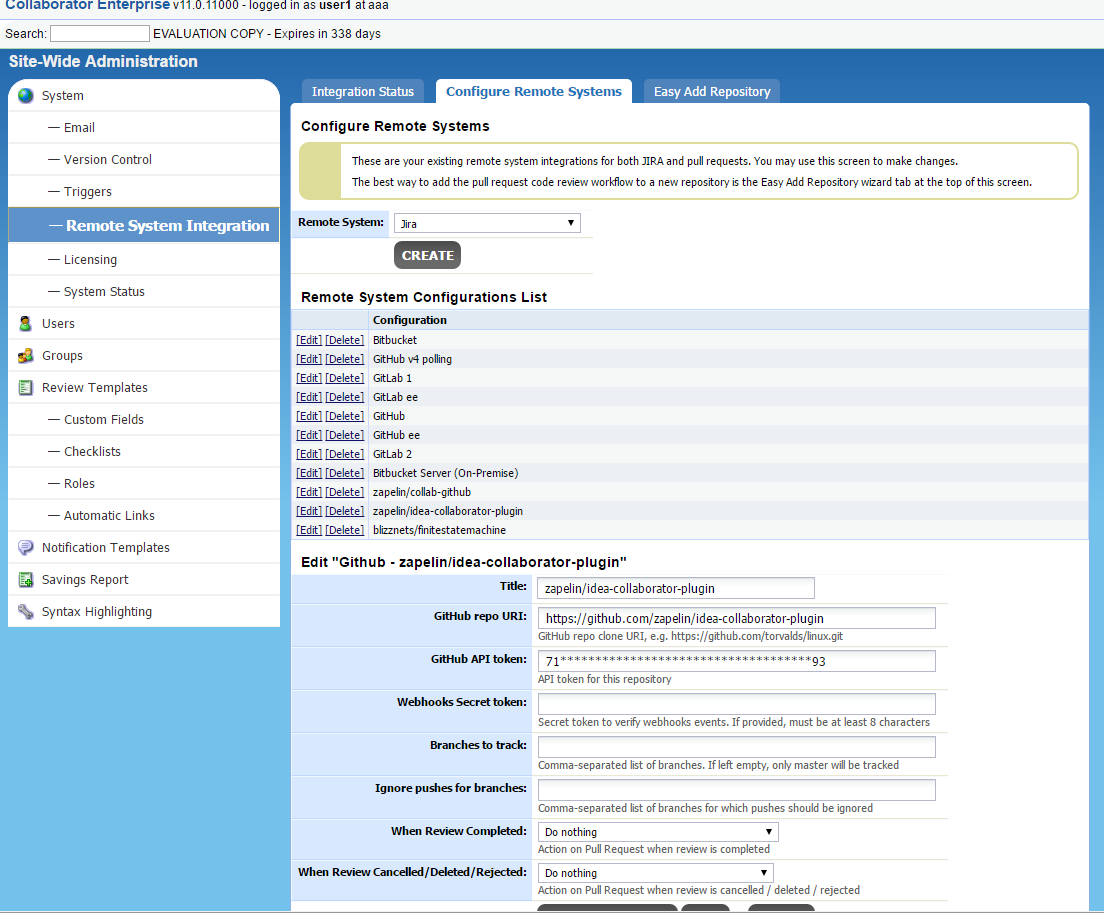 Collaborator Enterprise v11.0.11000 - logged in as user1 at aaa
Search: EVALUATION COPY - Expires in 338 days
Site-Wide Administration
System
— Email
— Version Control
— Triggers
— Remote System Integration
— Licensing
— System Status
Users
Groups
Review Templates
— Custom Fields
— Checklists
— Roles
— Automatic Links
Notification Templates
Savings Report
Syntax Highlighting
Integration Status Configure Remote Systems Easy Add Repository
Configure Remote Systems
These are your existing remote system integrations for both JIRA and pull requests. You may use this screen to make changes.
The best way to add the pull request code review workflow to a new repository is the Easy Add Repository wizard tab at the top of this screen.
Remote System: Jira
CREATE
Remote System Configurations List
Configuration
[Edit] [Delete] Bitbucket
[Edit] [Delete] GitHub v4 polling
[Edit] [Delete] GitLab 1
[Edit] [Delete] GitLab ee
[Edit] [Delete] GitHub
[Edit] [Delete] GitHub ee
[Edit] [Delete] GitLab 2
[Edit] [Delete] Bitbucket Server (On-Premise)
[Edit] [Delete] zapelin/collab-github
[Edit] [Delete] zapelin/idea-collaborator-plugin
[Edit] [Delete] blizznets/finitestatemachine
Edit "Github - zapelin/idea-collaborator-plugin"
Title: zapelin/idea-collaborator-plugin
GitHub repo URI: https://github.com/zapelin/idea-collaborator-plugin
GitHub repo clone URI, e.g. https://github.com/torvalds/linux.git
GitHub API token: 71************************************93
API token for this repository
Webhooks Secret token:
Secret token to verify webhooks events. If provided, must be at least 8 characters
Branches to track:
Comma-separated list of branches. If left empty, only master will be tracked
Ignore pushes for branches:
Comma-separated list of branches for which pushes should be ignored
When Review Completed: Do nothing
Action on Pull Request when review is completed
When Review Cancelled/Deleted/Rejected: Do nothing
Action on Pull Request when review is cancelled / deleted / rejected